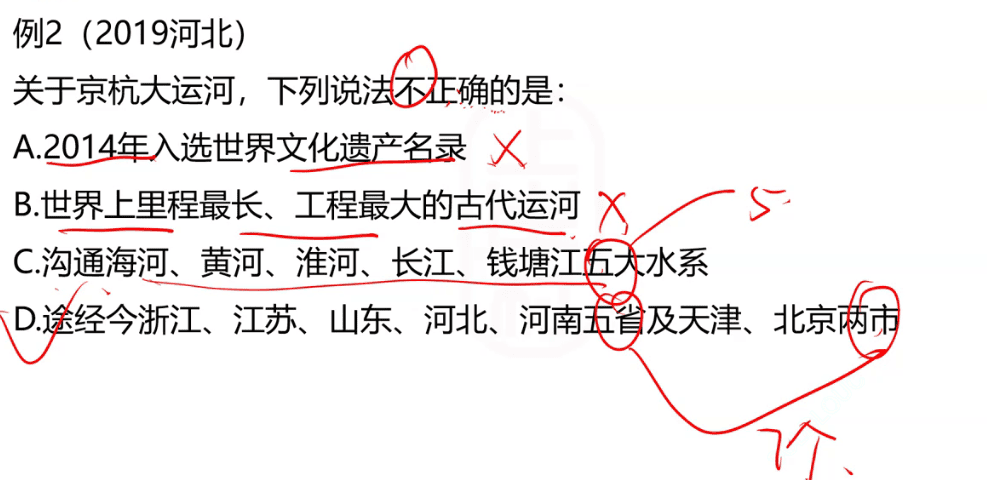 例2（2019河北）
关于京杭大运河，下列说法不正确的是：
A.2014年入选世界文化遗产名录 X
B.世界上里程最长、工程最大的古代运河 X 5
C.沟通海河、黄河、淮河、长江、钱塘江五大水系
D.途经今浙江、江苏、山东、河北、河南五省及天津、北京两市
7个